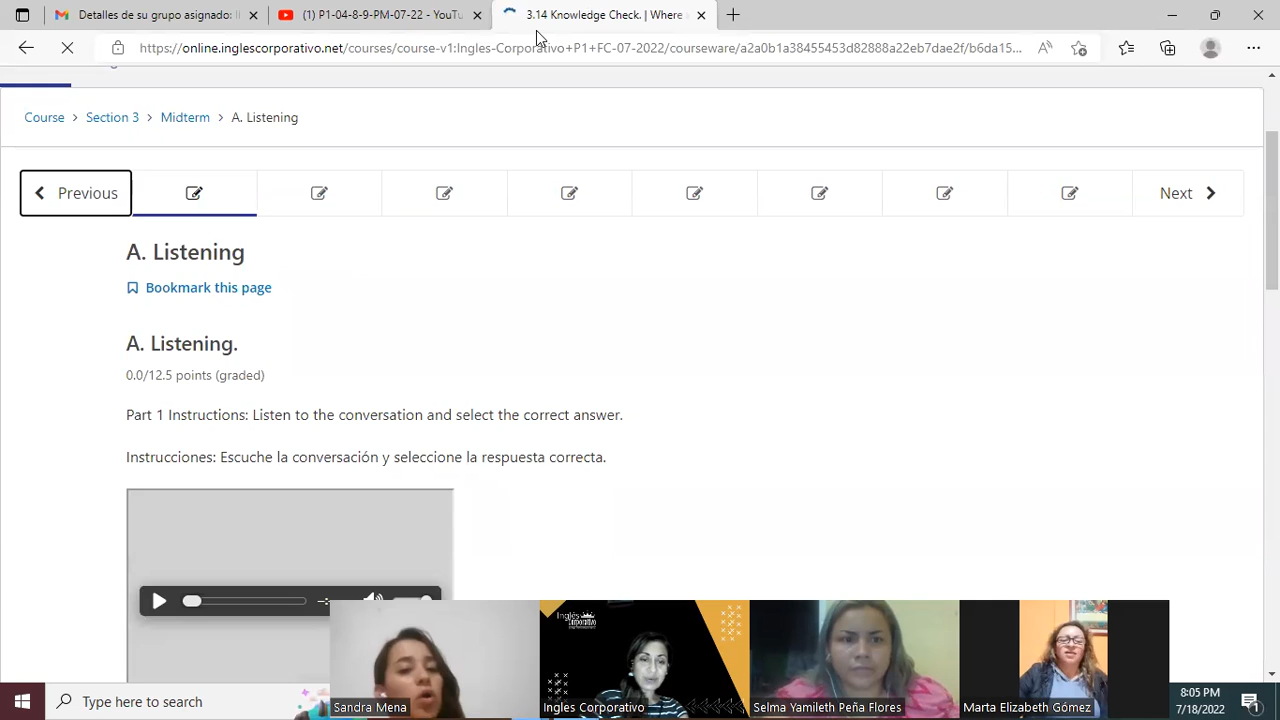 Detalles de su grupo asignado: I
(1) P1-04-8-9-PM-07-22 - YouTu
3.14 Knowledge Check. | Where
https://online.inglescorporativo.net/courses/course-v1:Ingles-Corporativo+P1+FC-07-2022/courseware/a2a0b1a38455453d82888a22eb7dae2f/b6da15...
Course > Section 3 > Midterm > A. Listening
Previous
Next
A. Listening
Bookmark this page
A. Listening.
0.0/12.5 points (graded)
Part 1 Instructions: Listen to the conversation and select the correct answer.
Instrucciones: Escuche la conversación y seleccione la respuesta correcta.
Inglés
Corporativo
Sandra Mena
Ingles Corporativo
Selma Yamileth Peña Flores
Marta Elizabeth Gómez
Type here to search
8:05 PM
7/18/2022
1